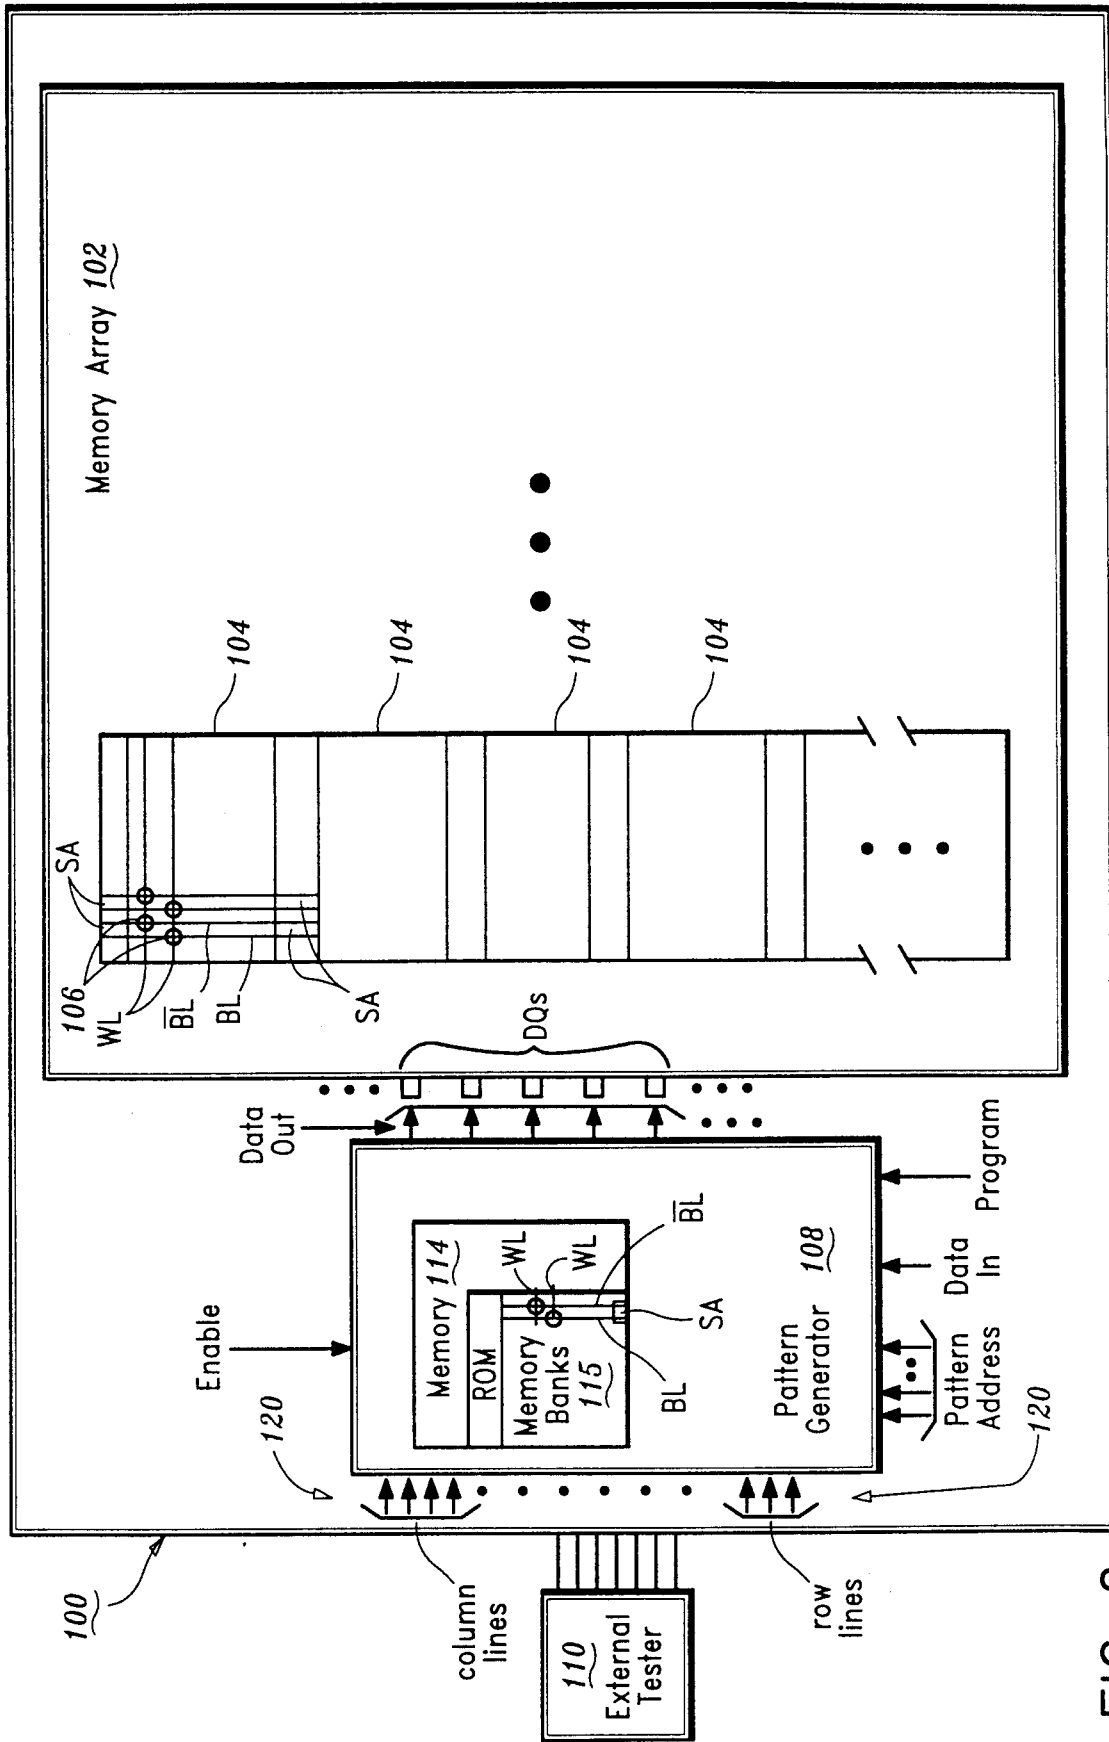 100
106
SA
Memory Array 102
WL
B̅L̅
BL
Enable
Data
Out
104
120
SA
column
lines
Memory 114
104
ROM
WL
Memory
Banks
115
WL
DQs
104
110
External
Tester
BL
B̅L̅
SA
104
Pattern
Generator 108
row
lines
Pattern
Address
Data
In
Program
120
FIG.